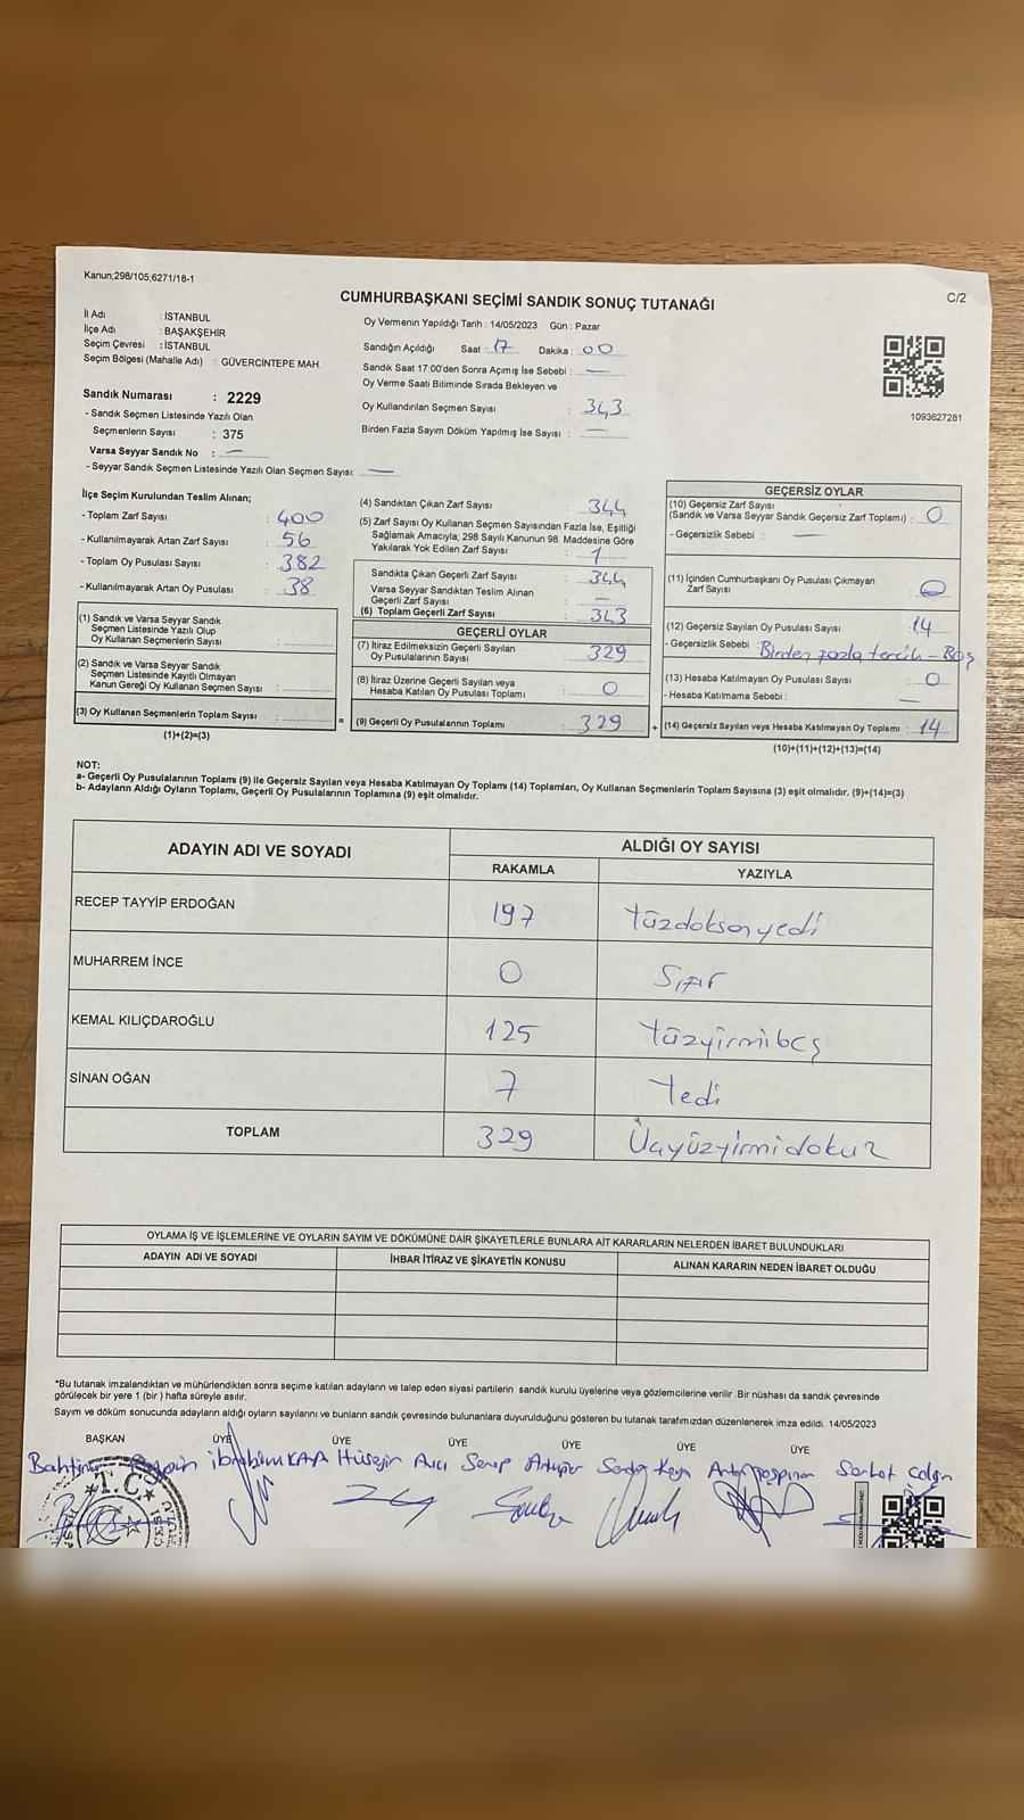 Kanun;298/105,6271/18-1
C/2
CUMHURBAŞKANI SEÇİMİ SANDIK SONUÇ TUTANAĞI
İl Adı : İSTANBUL
İlçe Adı : BAŞAKŞEHİR
Seçim Çevresi : İSTANBUL
Seçim Bölgesi (Mahalle Adı) : GÜVERCİNTEPE MAH
Oy Vermenin Yapıldığı Tarih : 14/05/2023 Gün : Pazar
Sandığın Açıldığı Saat : 17 Dakika : 00
Sandık Saat 17:00'den Sonra Açılmış İse Sebebi : —
Oy Verme Saati Bitiminde Sırada Bekleyen ve
Oy Kullandırılan Seçmen Sayısı : 343
Birden Fazla Sayım Döküm Yapılmış İse Sayısı : —
1093627281
Sandık Numarası : 2229
- Sandık Seçmen Listesinde Yazılı Olan
Seçmenlerin Sayısı : 375
Varsa Seyyar Sandık No : —
- Seyyar Sandık Seçmen Listesinde Yazılı Olan Seçmen Sayısı: —
İlçe Seçim Kurulundan Teslim Alınan;
- Toplam Zarf Sayısı : 400
- Kullanılmayarak Artan Zarf Sayısı : 56
- Toplam Oy Pusulası Sayısı : 382
- Kullanılmayarak Artan Oy Pusulası : 38
(1) Sandık ve Varsa Seyyar Sandık
Seçmen Listesinde Yazılı Olup
Oy Kullanan Seçmenlerin Sayısı :
(2) Sandık ve Varsa Seyyar Sandık
Seçmen Listesinde Kayıtlı Olmayan
Kanun Gereği Oy Kullanan Seçmen Sayısı :
(3) Oy Kullanan Seçmenlerin Toplam Sayısı :
(1)+(2)=(3)
(4) Sandıktan Çıkan Zarf Sayısı : 344
(5) Zarf Sayısı Oy Kullanan Seçmen Sayısından Fazla İse, Eşitliği
Sağlamak Amacıyla; 298 Sayılı Kanunun 98. Maddesine Göre
Yakılarak Yok Edilen Zarf Sayısı : 1
Sandıkta Çıkan Geçerli Zarf Sayısı : 344
Varsa Seyyar Sandıktan Teslim Alınan
Geçerli Zarf Sayısı : —
(6) Toplam Geçerli Zarf Sayısı : 343
GEÇERLİ OYLAR
(7) İtiraz Edilmeksizin Geçerli Sayılan
Oy Pusulalarının Sayısı : 329
(8) İtiraz Üzerine Geçerli Sayılan veya
Hesaba Katılan Oy Pusulası Toplamı : 0
= (9) Geçerli Oy Pusulalarının Toplamı : 329 +
GEÇERSİZ OYLAR
(10) Geçersiz Zarf Sayısı
(Sandık ve Varsa Seyyar Sandık Geçersiz Zarf Toplamı) : 0
- Geçersizlik Sebebi : —
(11) İçinden Cumhurbaşkanı Oy Pusulası Çıkmayan
Zarf Sayısı : 0
(12) Geçersiz Sayılan Oy Pusulası Sayısı : 14
- Geçersizlik Sebebi : Birden fazla tercih - Boş
(13) Hesaba Katılmayan Oy Pusulası Sayısı : 0
- Hesaba Katılmama Sebebi : —
(14) Geçersiz Sayılan veya Hesaba Katılmayan Oy Toplamı : 14
(10)+(11)+(12)+(13)=(14)
NOT:
a- Geçerli Oy Pusulalarının Toplamı (9) ile Geçersiz Sayılan veya Hesaba Katılmayan Oy Toplamı (14) Toplamları, Oy Kullanan Seçmenlerin Toplam Sayısına (3) eşit olmalıdır. (9)+(14)=(3)
b- Adayların Aldığı Oyların Toplamı, Geçerli Oy Pusulalarının Toplamına (9) eşit olmalıdır.
ADAYIN ADI VE SOYADI
ALDIĞI OY SAYISI
RAKAMLA YAZIYLA
RECEP TAYYİP ERDOĞAN 197 Yüzdoksanyedi
MUHARREM İNCE 0 Sıfır
KEMAL KILIÇDAROĞLU 125 Yüzyirmibeş
SİNAN OĞAN 7 Yedi
TOPLAM 329 Üçyüzyirmidokuz
OYLAMA İŞ VE İŞLEMLERİNE VE OYLARIN SAYIM VE DÖKÜMÜNE DAİR ŞİKAYETLERLE BUNLARA AİT KARARLARIN NELERDEN İBARET BULUNDUKLARI
ADAYIN ADI VE SOYADI İHBAR İTİRAZ VE ŞİKAYETİN KONUSU ALINAN KARARIN NEDEN İBARET OLDUĞU
*Bu tutanak imzalandıktan ve mühürlendikten sonra seçime katılan adayların ve talep eden siyasi partilerin sandık kurulu üyelerine veya gözlemcilerine verilir. Bir nüshası da sandık çevresinde
görülecek bir yere 1 (bir) hafta süreyle asılır.
Sayım ve döküm sonucunda adayların aldığı oyların sayılarını ve bunların sandık çevresinde bulunanlara duyurulduğunu gösteren bu tutanak tarafımızdan düzenlenerek imza edildi. 14/05/2023
BAŞKAN ÜYE ÜYE ÜYE ÜYE ÜYE ÜYE
İbrahim KARA Hüseyin Avcı
T.C.